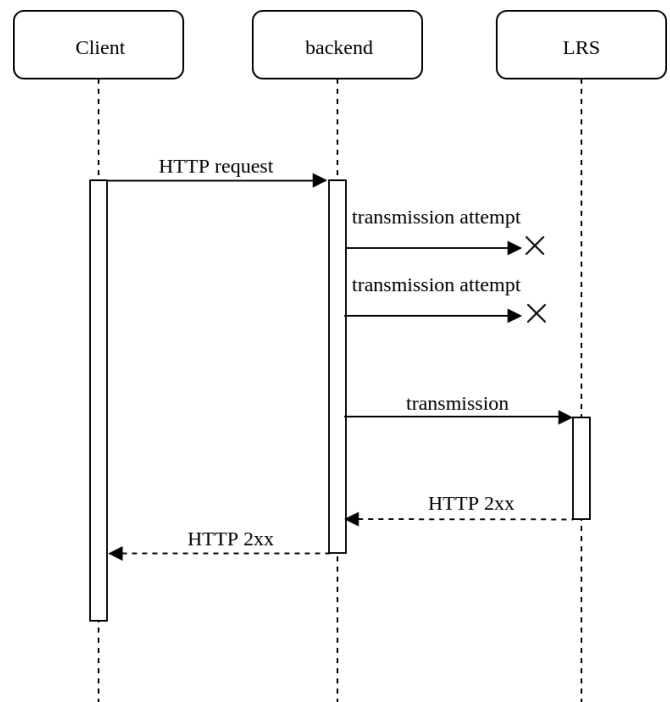 Client
backend
LRS
HTTP request
transmission attempt
transmission attempt
transmission
HTTP 2xx
HTTP 2xx